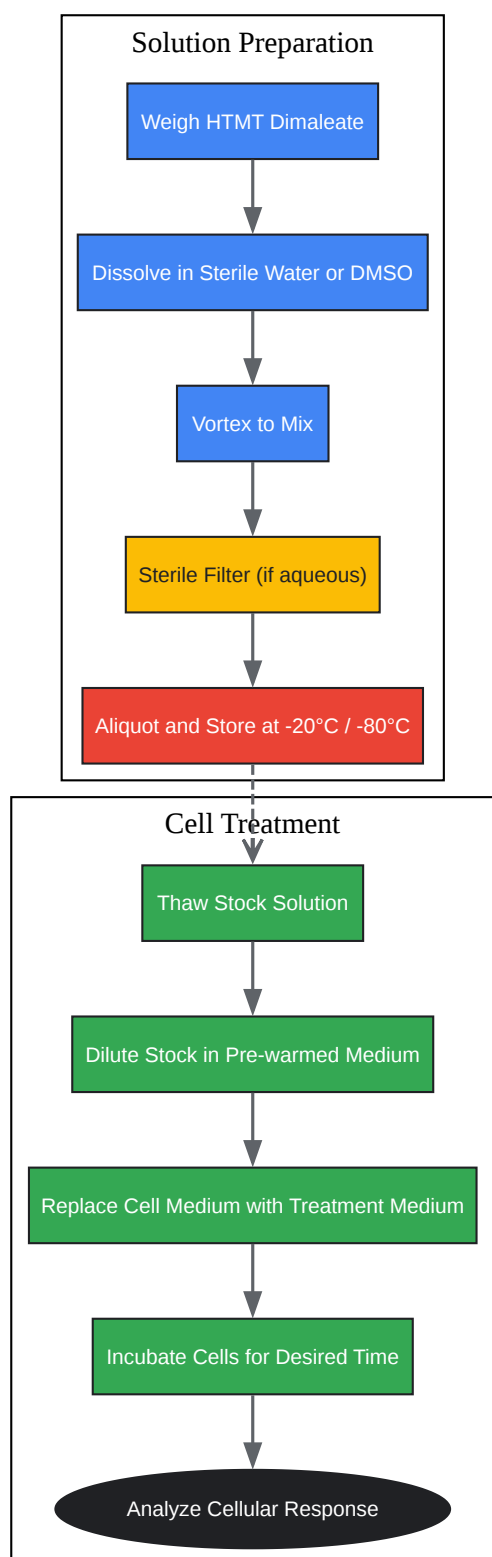 Solution Preparation
Weigh HTMT Dimaleate
Dissolve in Sterile Water or DMSO
Vortex to Mix
Sterile Filter (if aqueous)
Aliquot and Store at -20°C / -80°C
Cell Treatment
Thaw Stock Solution
Dilute Stock in Pre-warmed Medium
Replace Cell Medium with Treatment Medium
Incubate Cells for Desired Time
Analyze Cellular Response